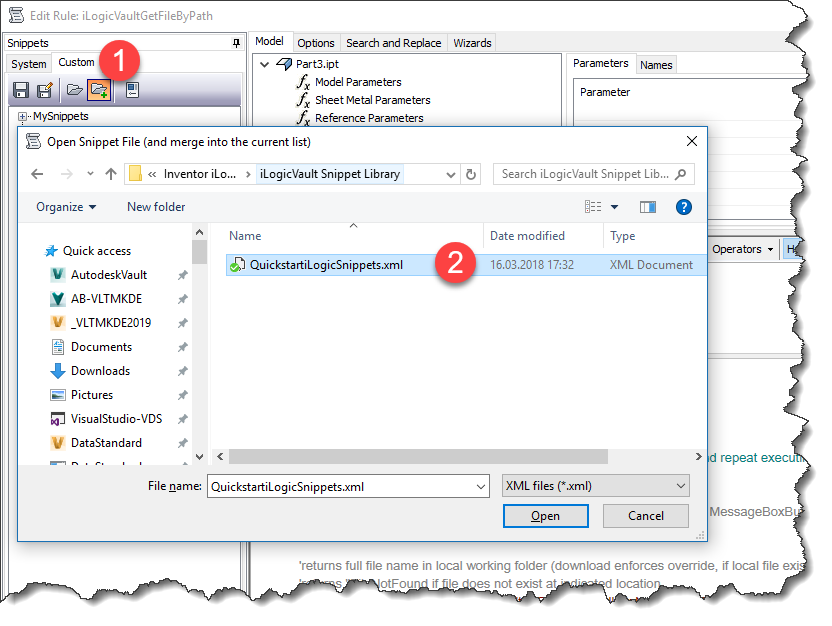 Edit Rule: iLogicVaultGetFileByPath
Snippets
System Custom
1
MySnippets
Model Options Search and Replace Wizards
Part3.ipt
Model Parameters
Sheet Metal Parameters
Reference Parameters
Parameters Names
Parameter
Open Snippet File (and merge into the current list)
« Inventor iLo... › iLogicVault Snippet Library
Search iLogicVault Snippet Lib...
Organize New folder
Name Date modified Type
QuickstartiLogicSnippets.xml 2 16.03.2018 17:32 XML Document
Quick access
AutodeskVault
AB-VLTMKDE
_VLTMKDE2019
Documents
Downloads
Pictures
VisualStudio-VDS
DataStandard
File name: QuickstartiLogicSnippets.xml XML files (*.xml)
Open Cancel
Operators
d repeat executi
MessageBoxBu
'returns full file name in local working folder (download enforces override, if local file exis
NotFound if file does not exist at indicated location